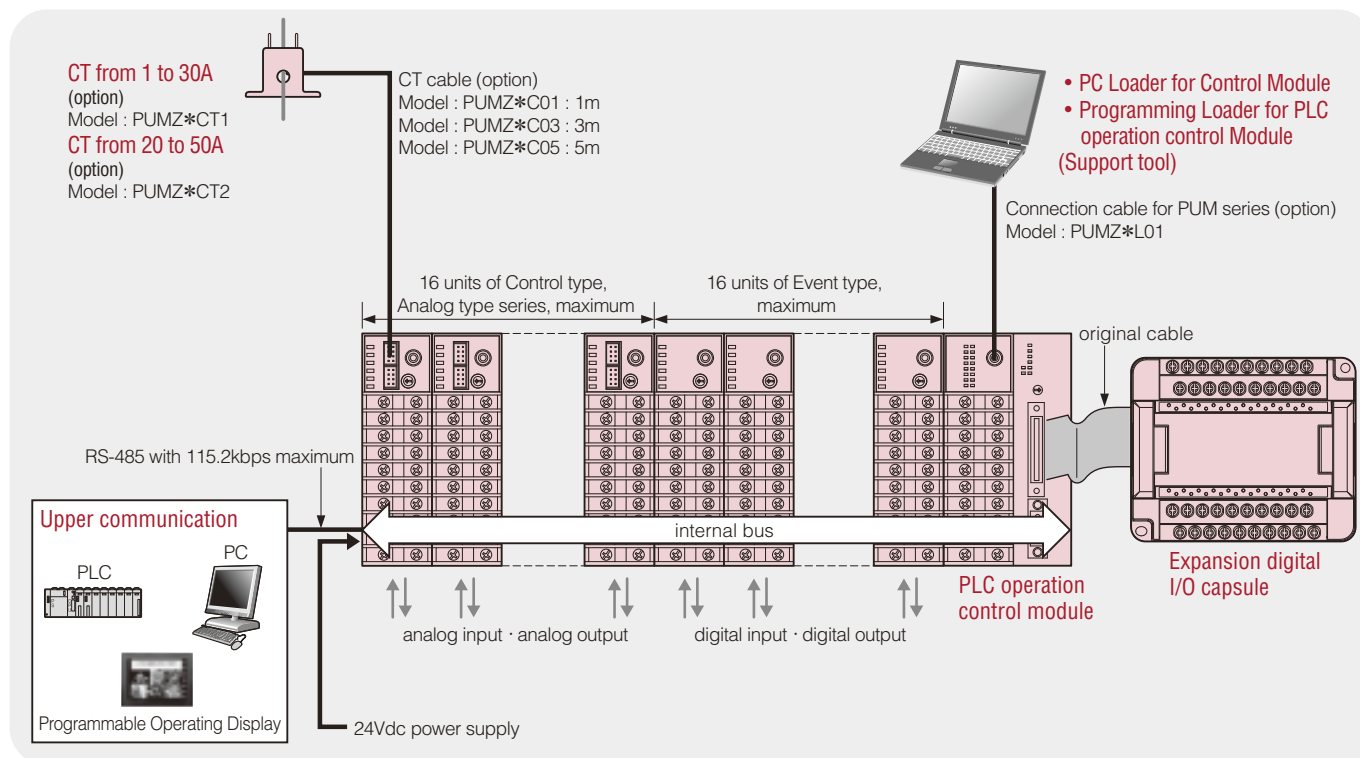 CT from 1 to 30A
(option)
Model : PUMZ✱CT1
CT from 20 to 50A
(option)
Model : PUMZ✱CT2
CT cable (option)
Model : PUMZ✱C01 : 1m
Model : PUMZ✱C03 : 3m
Model : PUMZ✱C05 : 5m
• PC Loader for Control Module
• Programming Loader for PLC
operation control Module
(Support tool)
Connection cable for PUM series (option)
Model : PUMZ✱L01
16 units of Control type,
Analog type series, maximum
16 units of Event type,
maximum
original cable
RS-485 with 115.2kbps maximum
Upper communication
PC
PLC
Programmable Operating Display
internal bus
PLC operation
control module
Expansion digital
I/O capsule
analog input · analog output
digital input · digital output
24Vdc power supply